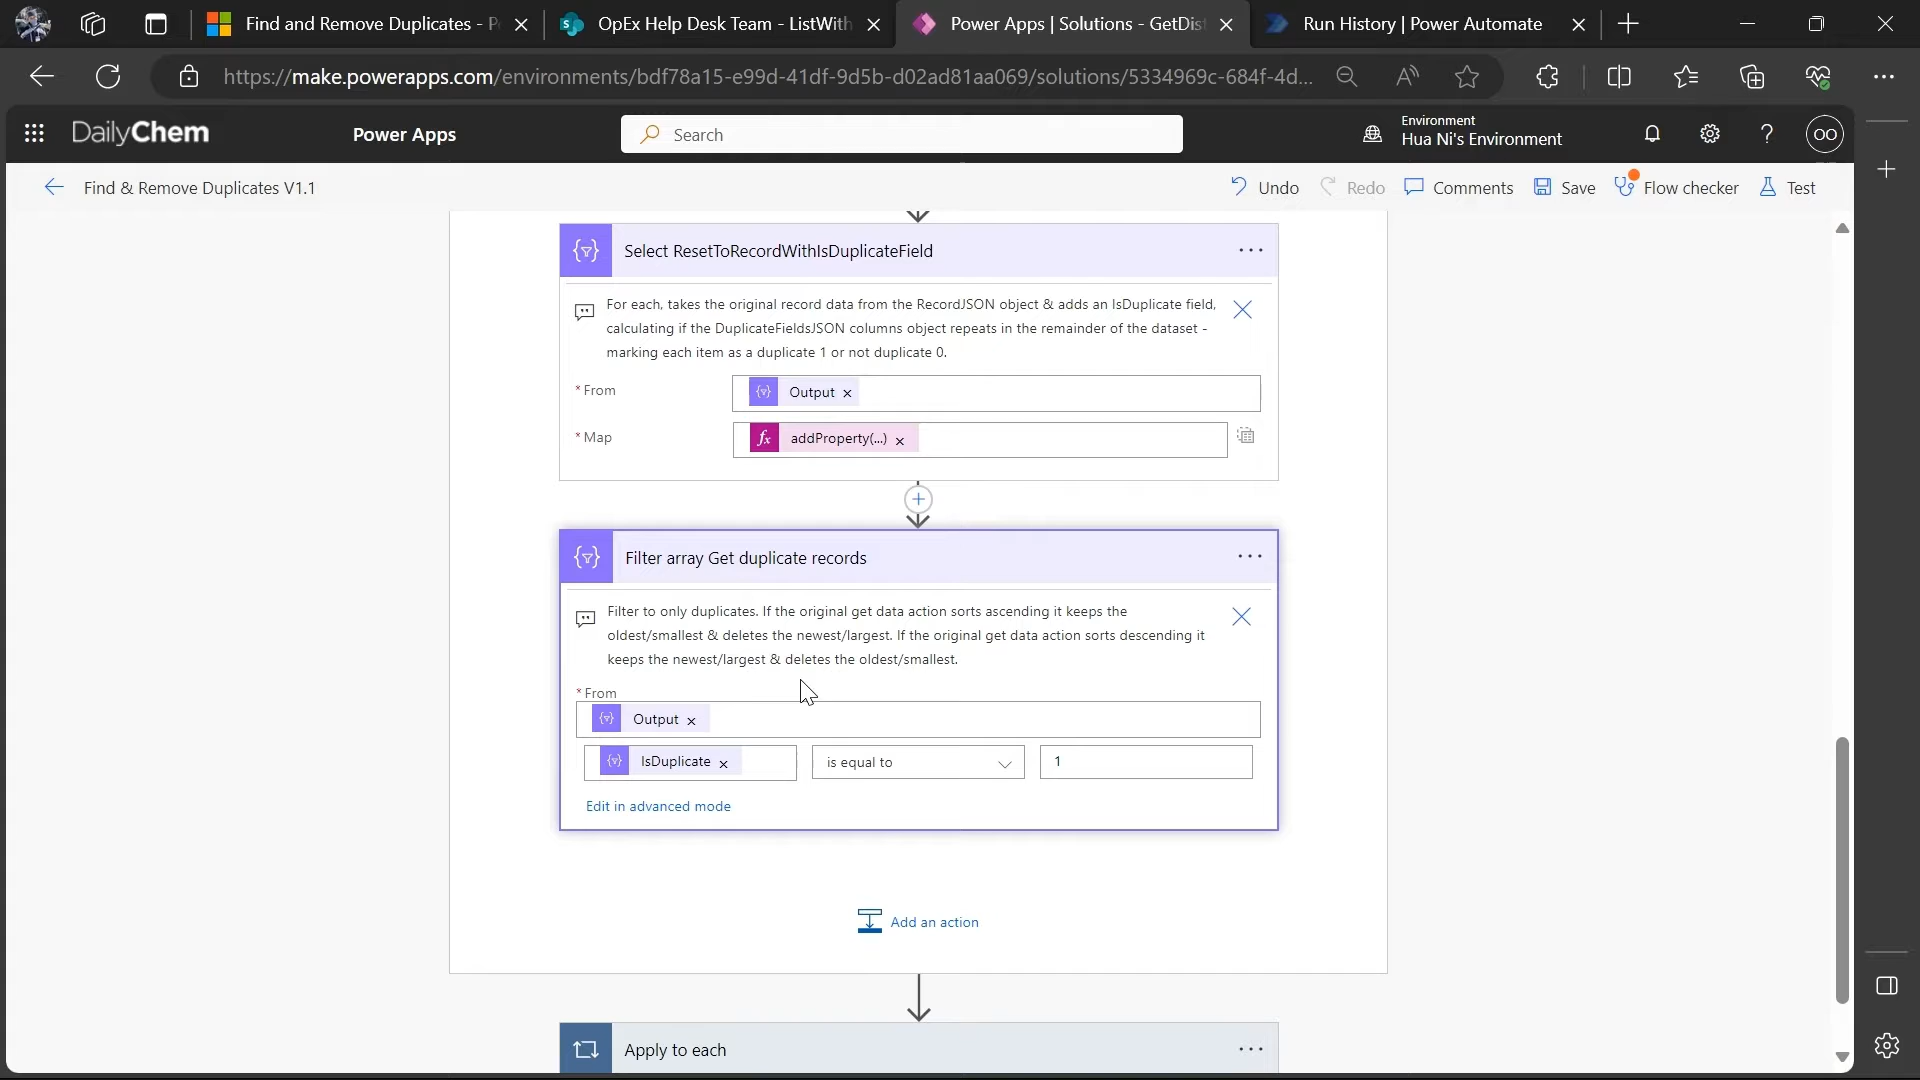 Find and Remove Duplicates - P
OpEx Help Desk Team - ListWith
Power Apps | Solutions - GetDis
Run History | Power Automate
https://make.powerapps.com/environments/bdf78a15-e99d-41df-9d5b-d02ad81aa069/solutions/5334969c-684f-4d...
DailyChem
Power Apps
Search
Environment
Hua Ni's Environment
OO
Find & Remove Duplicates V1.1
Undo
Redo
Comments
Save
Flow checker
Test
Select ResetToRecordWithIsDuplicateField
For each, takes the original record data from the RecordJSON object & adds an IsDuplicate field,
calculating if the DuplicateFieldsJSON columns object repeats in the remainder of the dataset -
marking each item as a duplicate 1 or not duplicate 0.
* From
Output
* Map
fx addProperty(...)
Filter array Get duplicate records
Filter to only duplicates. If the original get data action sorts ascending it keeps the
oldest/smallest & deletes the newest/largest. If the original get data action sorts descending it
keeps the newest/largest & deletes the oldest/smallest.
* From
Output
IsDuplicate
is equal to
1
Edit in advanced mode
Add an action
Apply to each